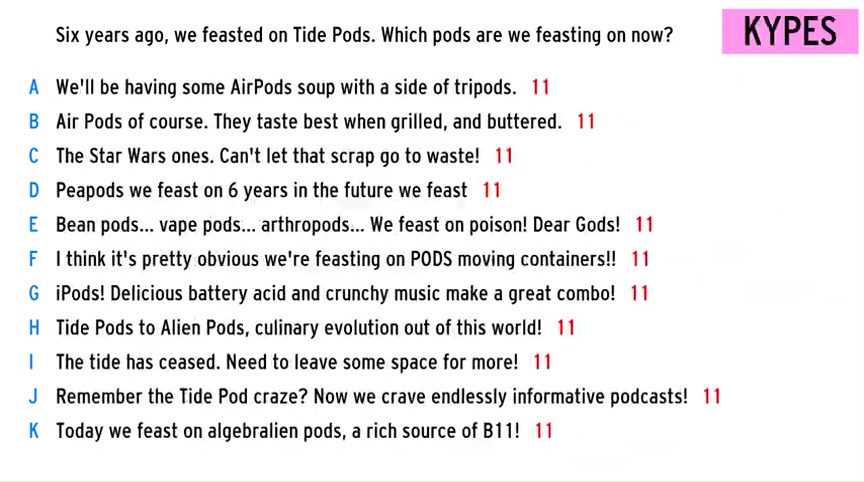 Six years ago, we feasted on Tide Pods. Which pods are we feasting on now?
KYPES
A We'll be having some AirPods soup with a side of tripods. 11
B Air Pods of course. They taste best when grilled, and buttered. 11
C The Star Wars ones. Can't let that scrap go to waste! 11
D Peapods we feast on 6 years in the future we feast 11
E Bean pods... vape pods... arthropods... We feast on poison! Dear Gods! 11
F I think it's pretty obvious we're feasting on PODS moving containers!! 11
G iPods! Delicious battery acid and crunchy music make a great combo! 11
H Tide Pods to Alien Pods, culinary evolution out of this world! 11
I The tide has ceased. Need to leave some space for more! 11
J Remember the Tide Pod craze? Now we crave endlessly informative podcasts! 11
K Today we feast on algebralien pods, a rich source of B11! 11